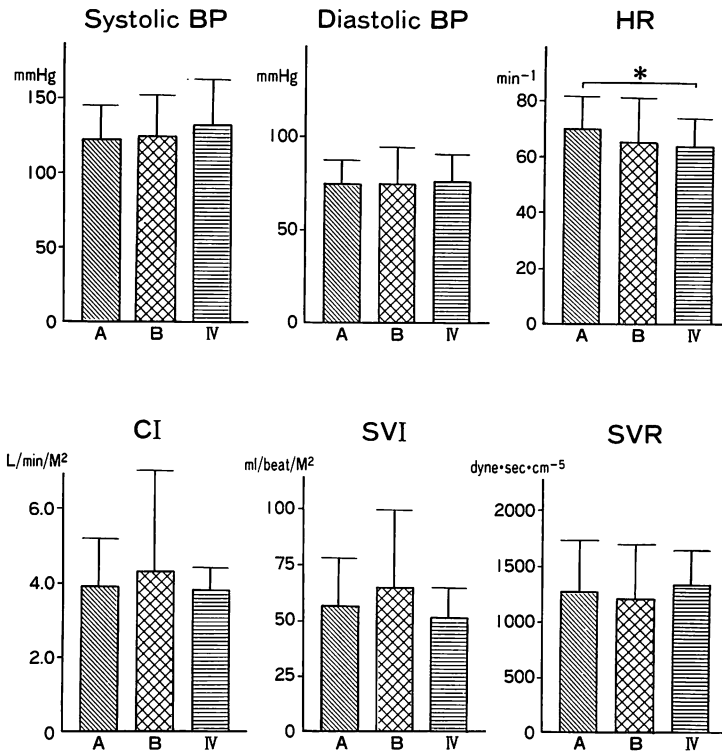 Systolic BP
mmHg
150
100
50
0
A B IV
Diastolic BP
mmHg
100
50
0
A B IV
HR
min⁻¹
*
80
60
40
20
0
A B IV
CI
L/min/M²
6.0
4.0
2.0
0
A B IV
SVI
ml/beat/M²
100
75
50
25
0
A B IV
SVR
dyne•sec•cm⁻⁵
2000
1500
1000
500
0
A B IV